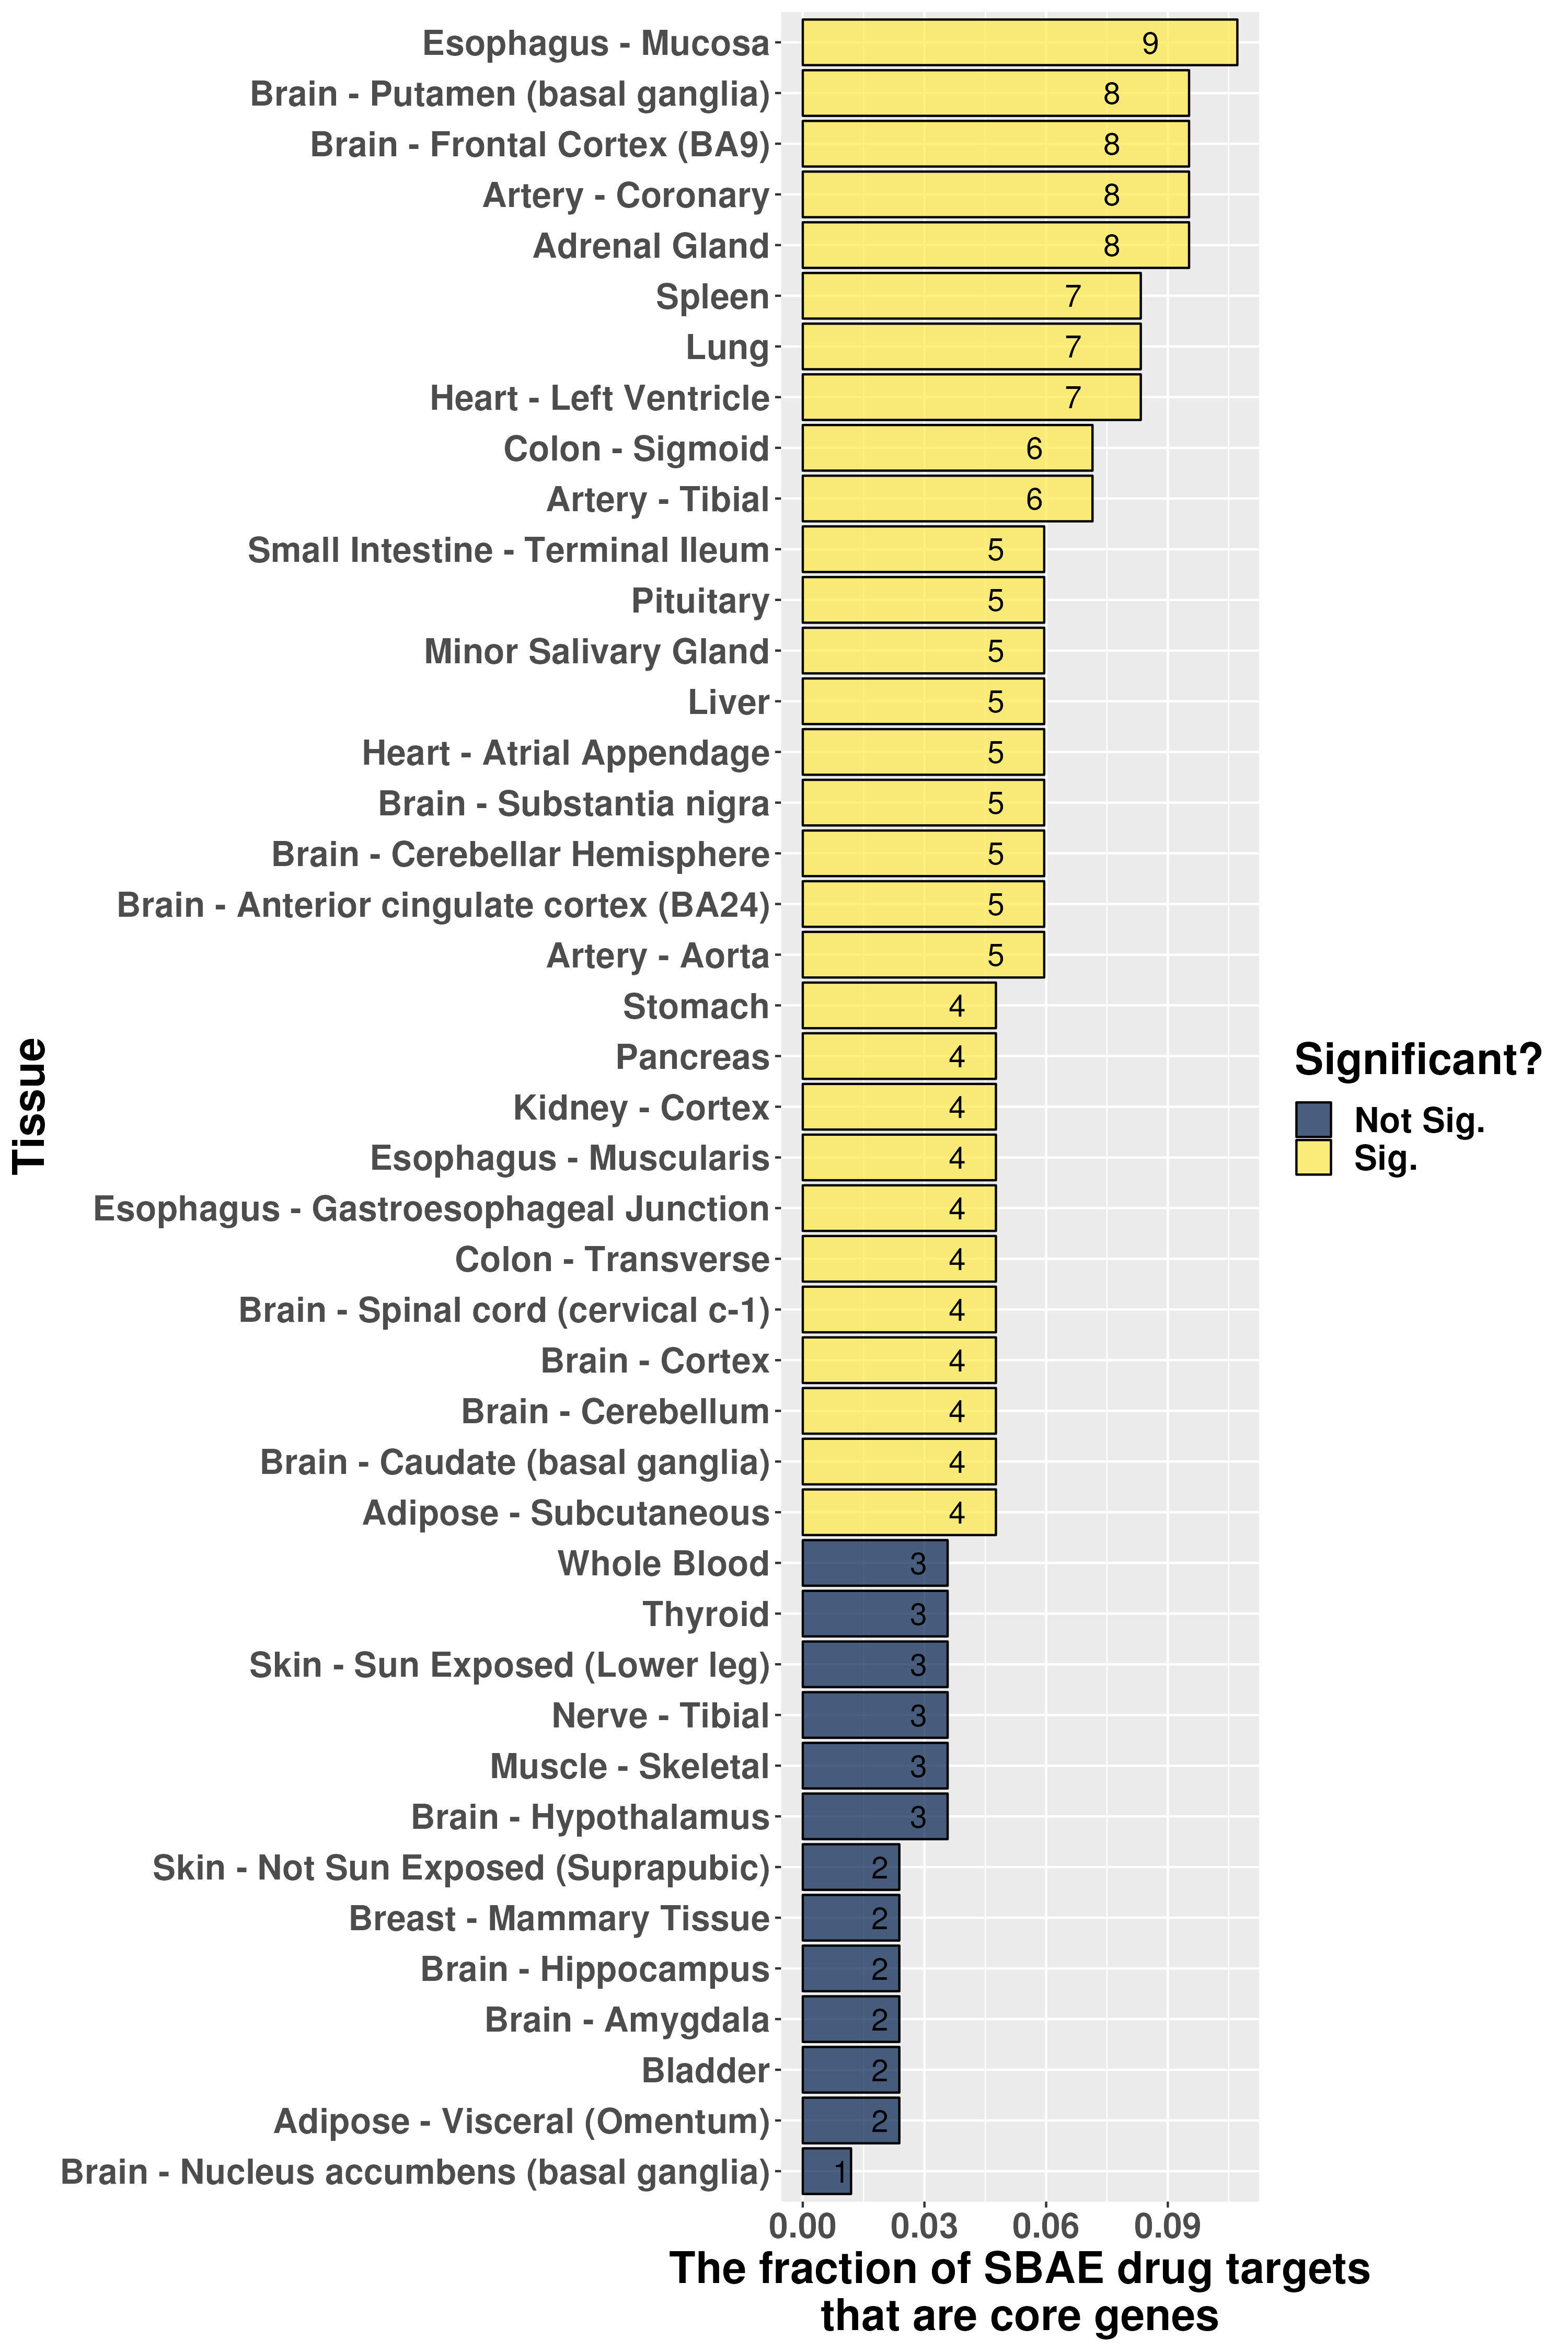 Esophagus - Mucosa 9
Brain - Putamen (basal ganglia) 8
Brain - Frontal Cortex (BA9) 8
Artery - Coronary 8
Adrenal Gland 8
Spleen 7
Lung 7
Heart - Left Ventricle 7
Colon - Sigmoid 6
Artery - Tibial 6
Small Intestine - Terminal Ileum 5
Pituitary 5
Minor Salivary Gland 5
Liver 5
Heart - Atrial Appendage 5
Brain - Substantia nigra 5
Brain - Cerebellar Hemisphere 5
Brain - Anterior cingulate cortex (BA24) 5
Artery - Aorta 5
Stomach 4
Pancreas 4
Kidney - Cortex 4
Esophagus - Muscularis 4
Esophagus - Gastroesophageal Junction 4
Colon - Transverse 4
Brain - Spinal cord (cervical c-1) 4
Brain - Cortex 4
Brain - Cerebellum 4
Brain - Caudate (basal ganglia) 4
Adipose - Subcutaneous 4
Whole Blood 3
Thyroid 3
Skin - Sun Exposed (Lower leg) 3
Nerve - Tibial 3
Muscle - Skeletal 3
Brain - Hypothalamus 3
Skin - Not Sun Exposed (Suprapubic) 2
Breast - Mammary Tissue 2
Brain - Hippocampus 2
Brain - Amygdala 2
Bladder 2
Adipose - Visceral (Omentum) 2
Brain - Nucleus accumbens (basal ganglia) 1
0.00 0.03 0.06 0.09
The fraction of SBAE drug targets
that are core genes
Tissue
Significant?
Not Sig.
Sig.